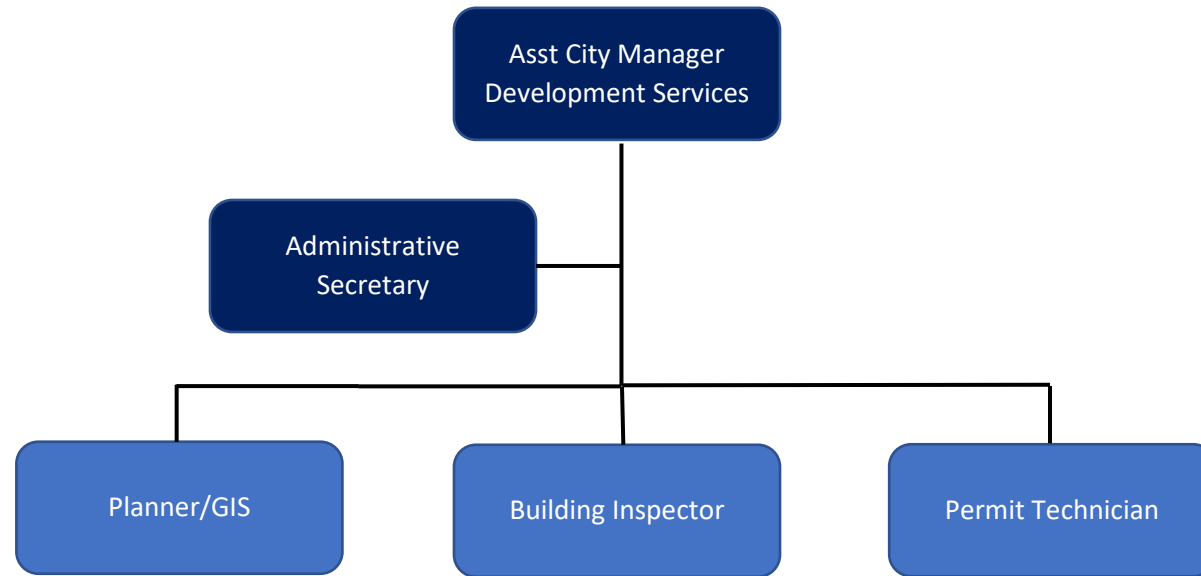 Asst City Manager
Development Services
Administrative
Secretary
Planner/GIS
Building Inspector
Permit Technician